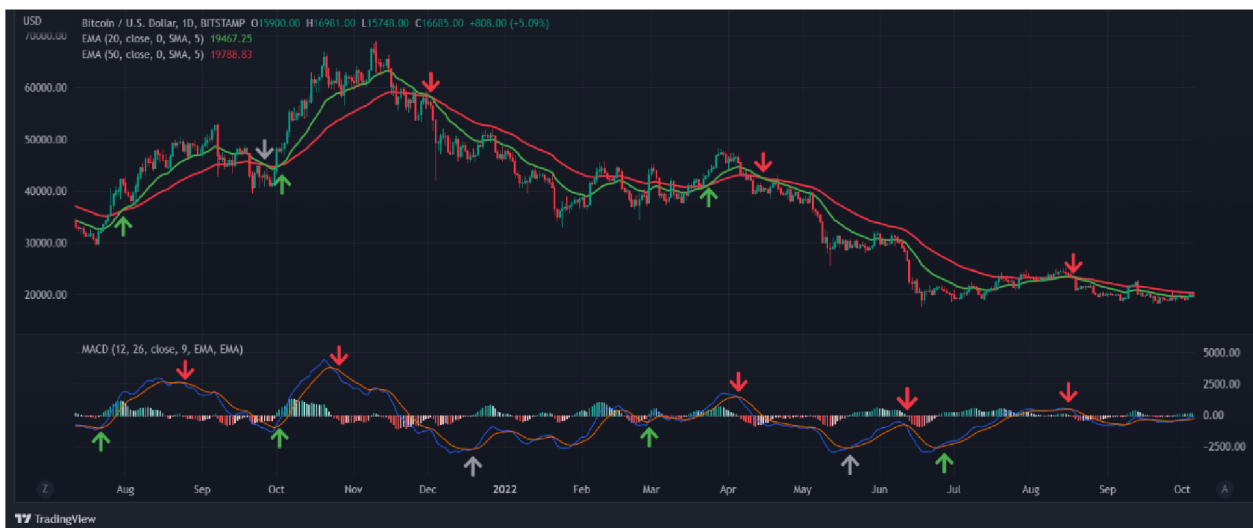 USD
Bitcoin / U.S. Dollar, 1D, BITSTAMP O15900.00 H16981.00 L15748.00 C16685.00 +808.00 (+5.09%)
70000.00
EMA (20, close, 0, SMA, 5) 19467.25
EMA (50, close, 0, SMA, 5) 19788.83
60000.00
50000.00
40000.00
30000.00
20000.00
MACD (12, 26, close, 9, EMA, EMA)
5000.00
2500.00
0.00
-2500.00
Z Aug Sep Oct Nov Dec 2022 Feb Mar Apr May Jun Jul Aug Sep Oct A
TradingView